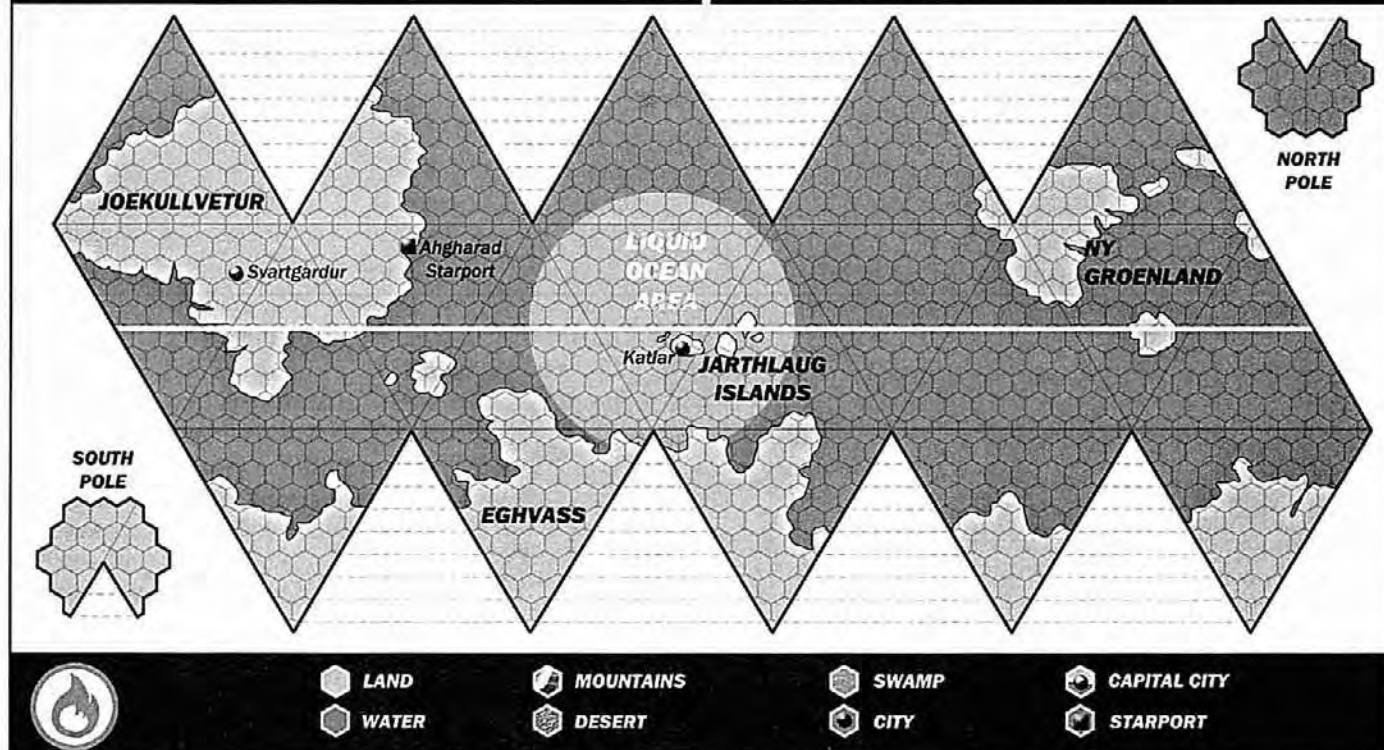 NORTH
POLE
JOEKULLVETUR
Ahgharad
Starport
Svartgardur
LIQUID
OCEAN
AREA
NY
GROENLAND
Katlar
JARTHLAUG
ISLANDS
SOUTH
POLE
EGHVASS
LAND
MOUNTAINS
SWAMP
CAPITAL CITY
WATER
DESERT
CITY
STARPORT